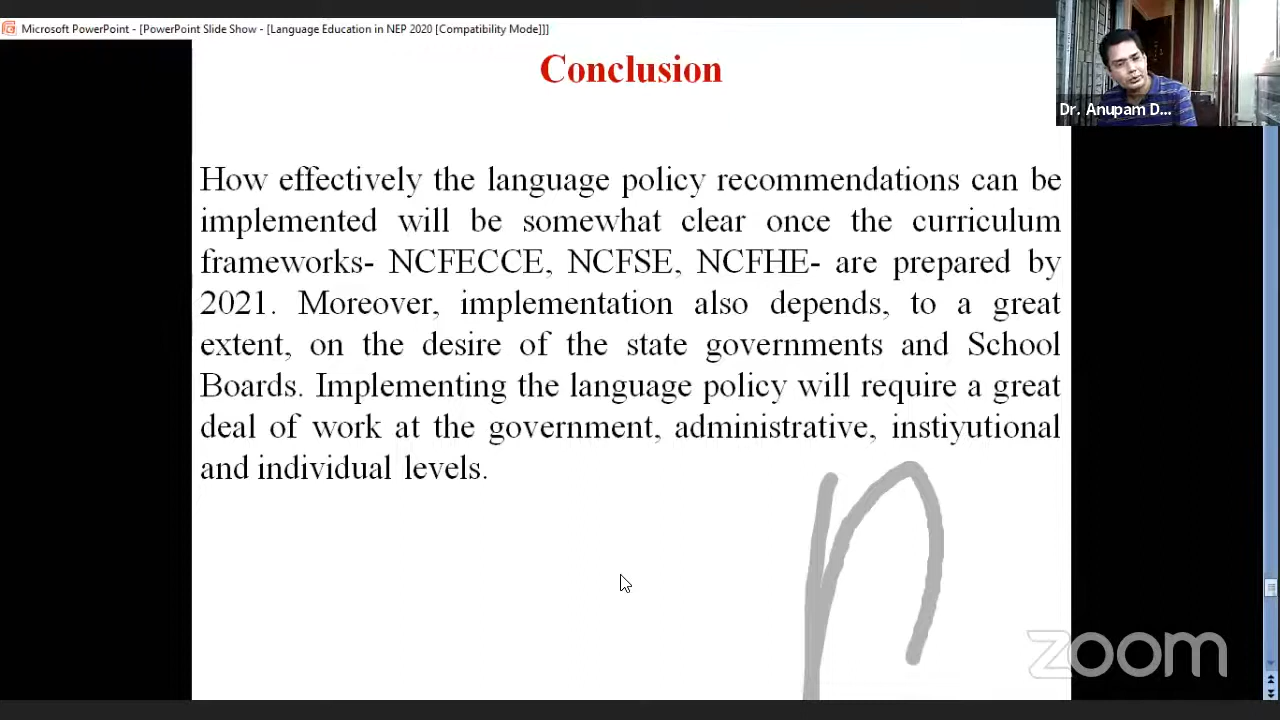 Microsoft PowerPoint - [PowerPoint Slide Show - [Language Education in NEP 2020 [Compatibility Mode]]]
Conclusion
Dr. Anupam D...
How effectively the language policy recommendations can be
implemented will be somewhat clear once the curriculum
frameworks- NCFECCE, NCFSE, NCFHE- are prepared by
2021. Moreover, implementation also depends, to a great
extent, on the desire of the state governments and School
Boards. Implementing the language policy will require a great
deal of work at the government, administrative, instiyutional
and individual levels.
n
zoom